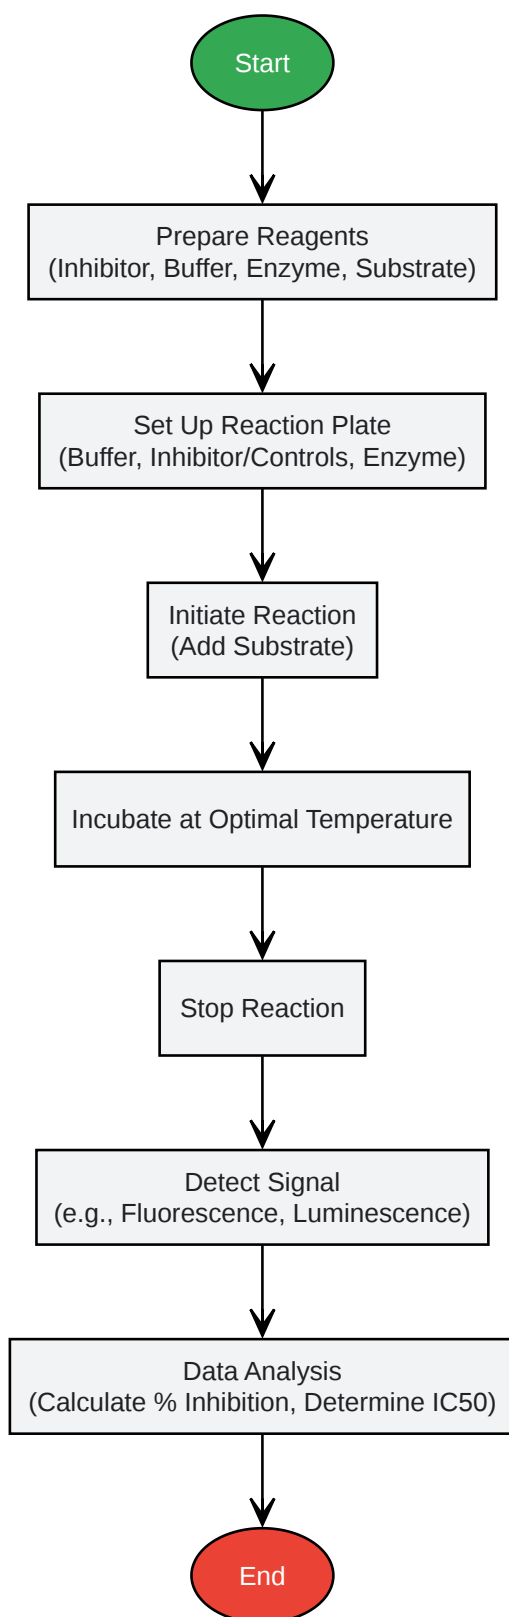 Start
Prepare Reagents
(Inhibitor, Buffer, Enzyme, Substrate)
Set Up Reaction Plate
(Buffer, Inhibitor/Controls, Enzyme)
Initiate Reaction
(Add Substrate)
Incubate at Optimal Temperature
Stop Reaction
Detect Signal
(e.g., Fluorescence, Luminescence)
Data Analysis
(Calculate % Inhibition, Determine IC50)
End